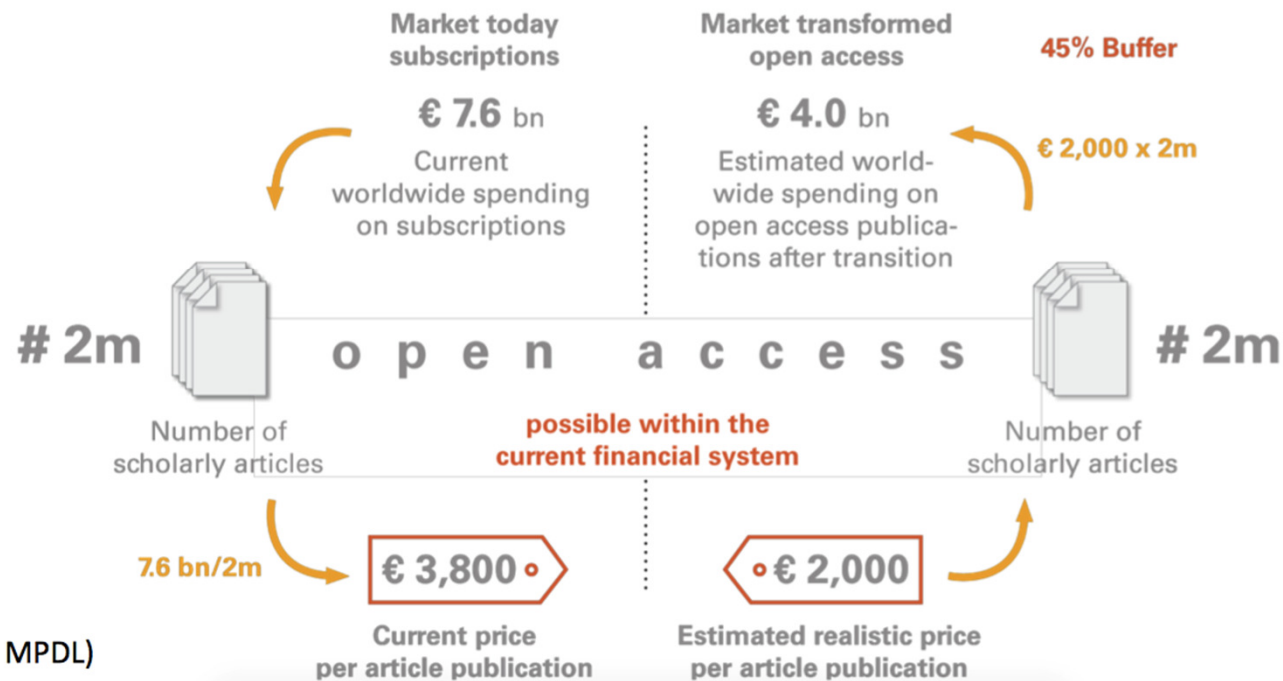 Market today
subscriptions
€ 7.6 bn
Current
worldwide spending
on subscriptions
Market transformed
open access
€ 4.0 bn
Estimated world-
wide spending on
open access publica-
tions after transition
45% Buffer
€ 2,000 x 2m
# 2m
open access
# 2m
Number of
scholarly articles
possible within the
current financial system
Number of
scholarly articles
7.6 bn/2m
€ 3,800
€ 2,000
Current price
per article publication
Estimated realistic price
per article publication
MPDL)